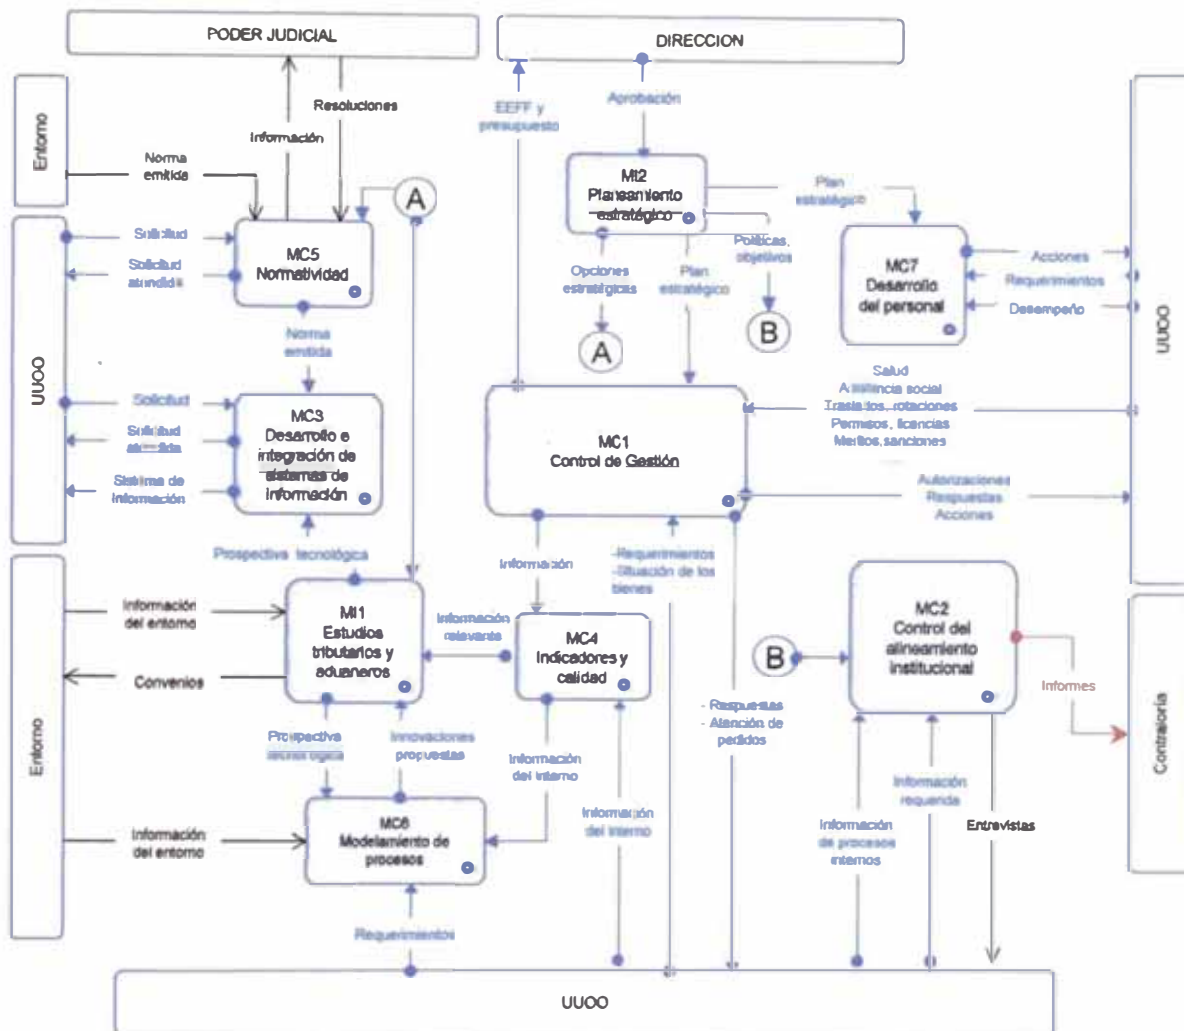 PODER JUDICIAL
DIRECCION
Entorno
Resoluciones
Información
Norma
emitida
EEFF y
presupuesto
Aprobación
A
MI2
Planeamiento
estratégico
Plan
estratégico
UUOO
Solicitud
Solicitud
atendida
MC5
Normatividad
Opciones
estratégicas
Plan
estratégico
Políticas,
objetivos
MC7
Desarrollo
del personal
Acciones
Requerimientos
Desempeño
UUOO
Norma
emitida
A
B
Solicitud
Solicitud
atendida
Sistema de
Información
MC3
Desarrollo e
integración de
sistemas de
información
MC1
Control de Gestión
Salud
Asistencia social
Traslados, rotaciones
Permisos, licencias
Meritos, sanciones
Autorizaciones
Respuestas
Acciones
Prospectiva tecnológica
Información
-Requerimientos
-Situación de los
bienes
Entorno
Información
del entorno
Convenios
MI1
Estudios
tributarios y
aduaneros
Información
relevante
MC4
Indicadores y
calidad
B
MC2
Control del
alineamiento
institucional
Informes
Contraloría
Prospectiva
tecnológica
Innovaciones
propuestas
Información
del interno
- Respuestas
- Atención de
pedidos
Información
del entorno
MC6
Modelamiento de
procesos
Información
del interno
Información
de procesos
internos
Información
requerida
Entrevistas
Requerimientos
UUOO